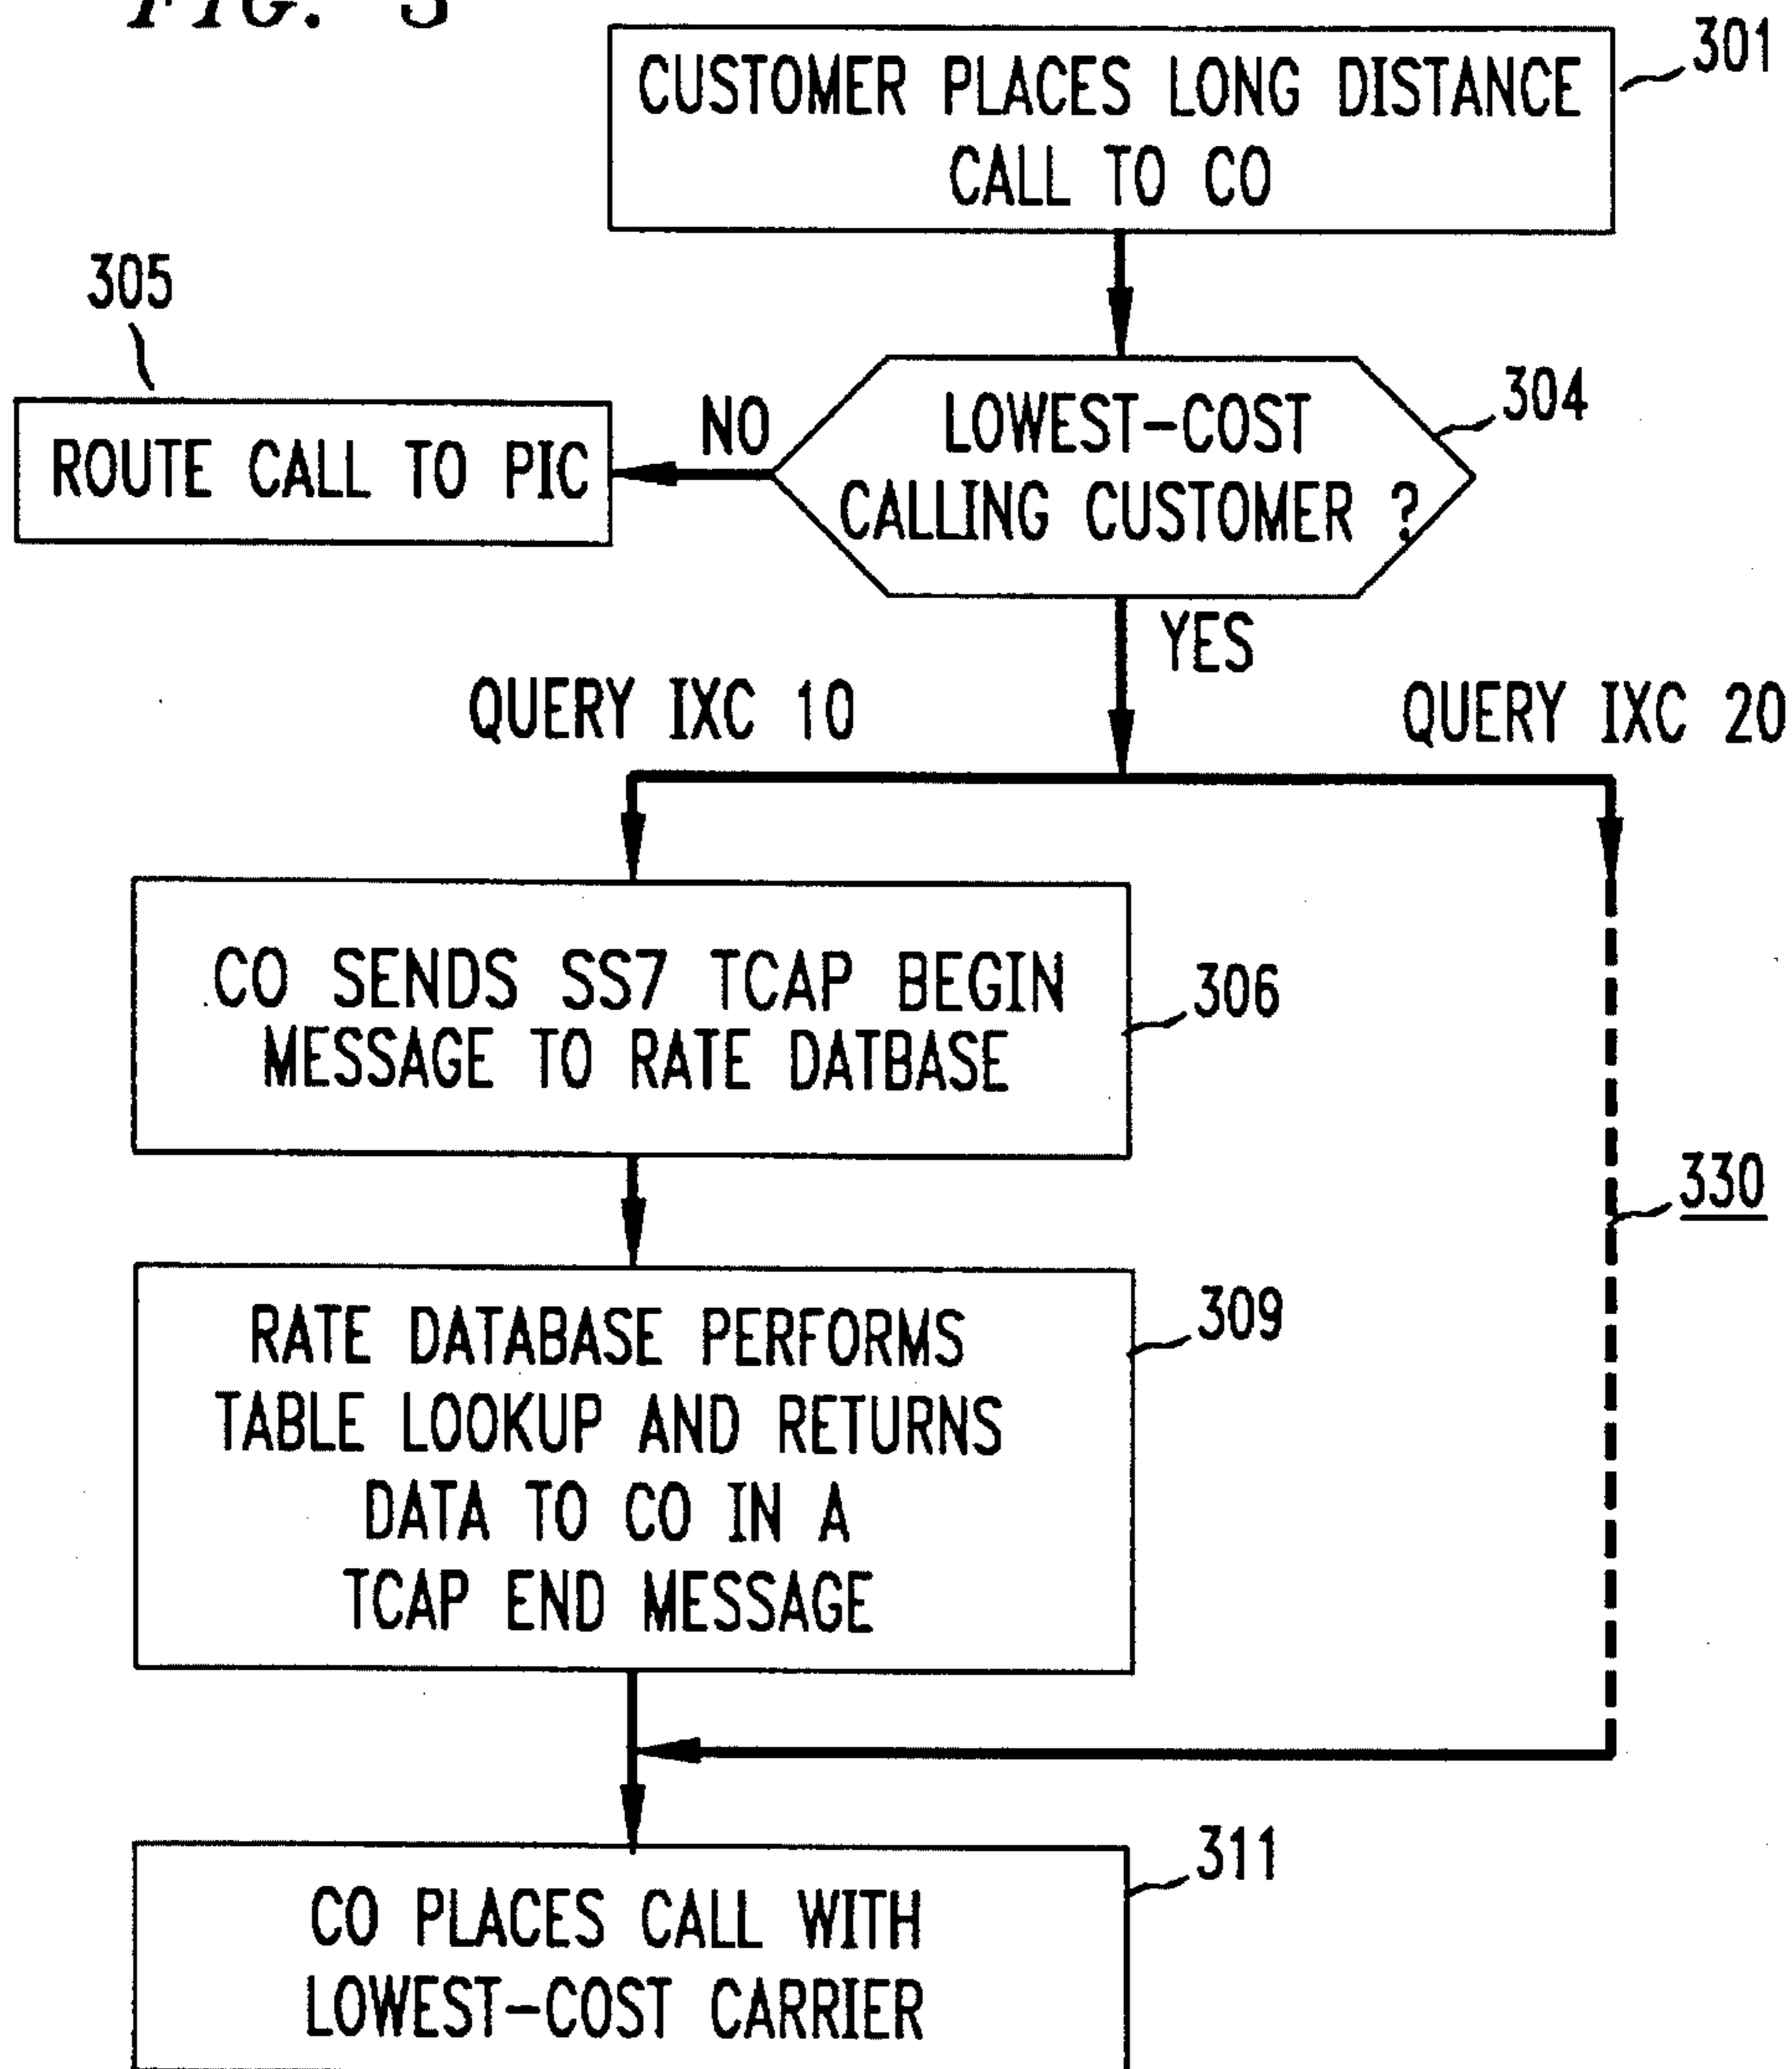 FIG. 3
CUSTOMER PLACES LONG DISTANCE
CALL TO CO
301
305
ROUTE CALL TO PIC
NO
LOWEST-COST
CALLING CUSTOMER ?
304
YES
QUERY IXC 10
QUERY IXC 20
CO SENDS SS7 TCAP BEGIN
MESSAGE TO RATE DATBASE
306
330
RATE DATABASE PERFORMS
TABLE LOOKUP AND RETURNS
DATA TO CO IN A
TCAP END MESSAGE
309
CO PLACES CALL WITH
LOWEST-COST CARRIER
311